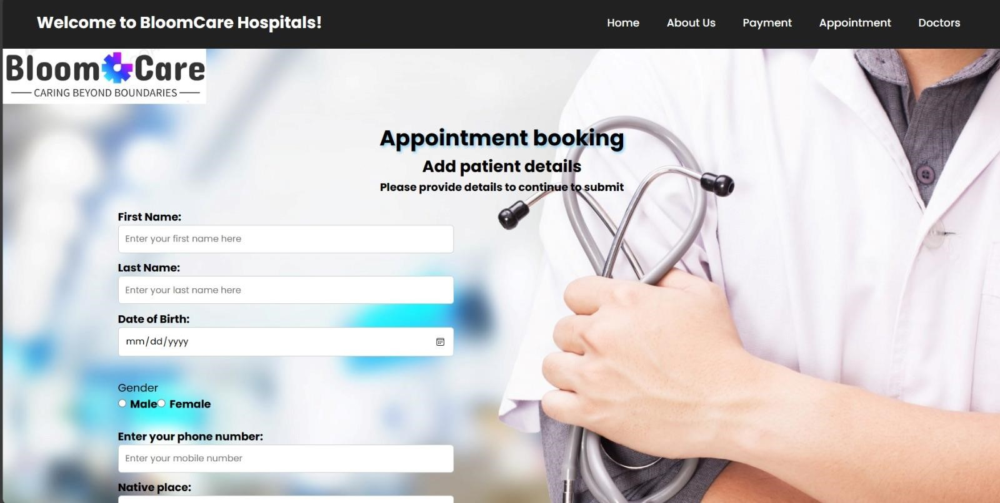 Welcome to BloomCare Hospitals!
Home About Us Payment Appointment Doctors
Bloom Care
CARING BEYOND BOUNDARIES
Appointment booking
Add patient details
Please provide details to continue to submit
First Name:
Enter your first name here
Last Name:
Enter your last name here
Date of Birth:
mm/dd/yyyy
Gender
Male Female
Enter your phone number:
Enter your mobile number
Native place: